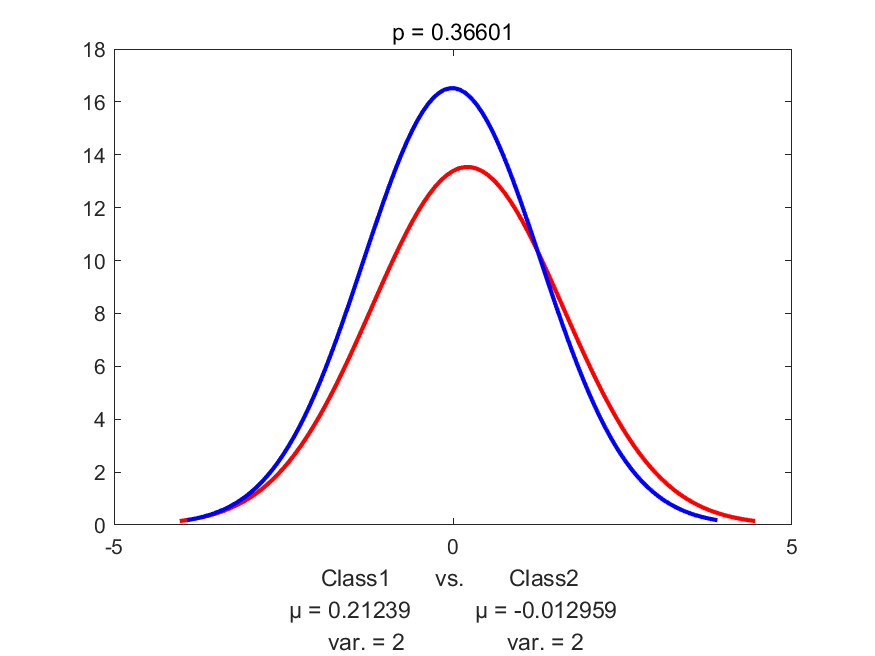 p = 0.36601
18
16
14
12
10
8
6
4
2
0
-5 0 5
Class1 vs. Class2
μ = 0.21239 μ = -0.012959
var. = 2 var. = 2